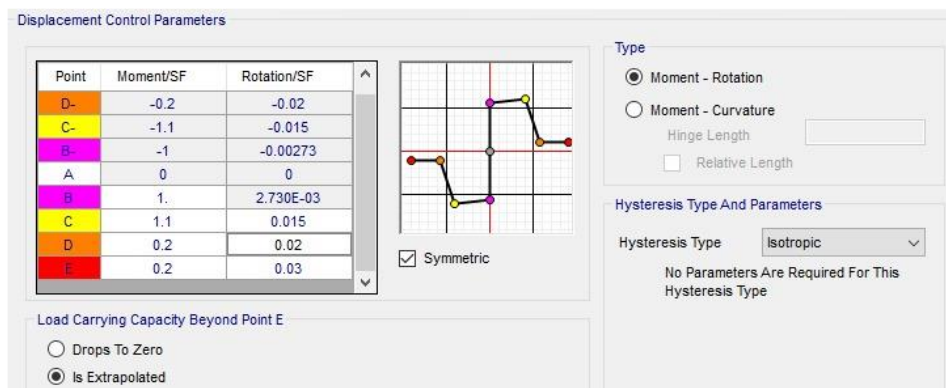 Displacement Control Parameters
Point Moment/SF Rotation/SF
D- -0.2 -0.02
C- -1.1 -0.015
B- -1 -0.00273
A 0 0
B 1. 2.730E-03
C 1.1 0.015
D 0.2 0.02
E 0.2 0.03
Symmetric
Load Carrying Capacity Beyond Point E
Drops To Zero
Is Extrapolated
Type
Moment - Rotation
Moment - Curvature
Hinge Length
Relative Length
Hysteresis Type And Parameters
Hysteresis Type Isotropic
No Parameters Are Required For This
Hysteresis Type